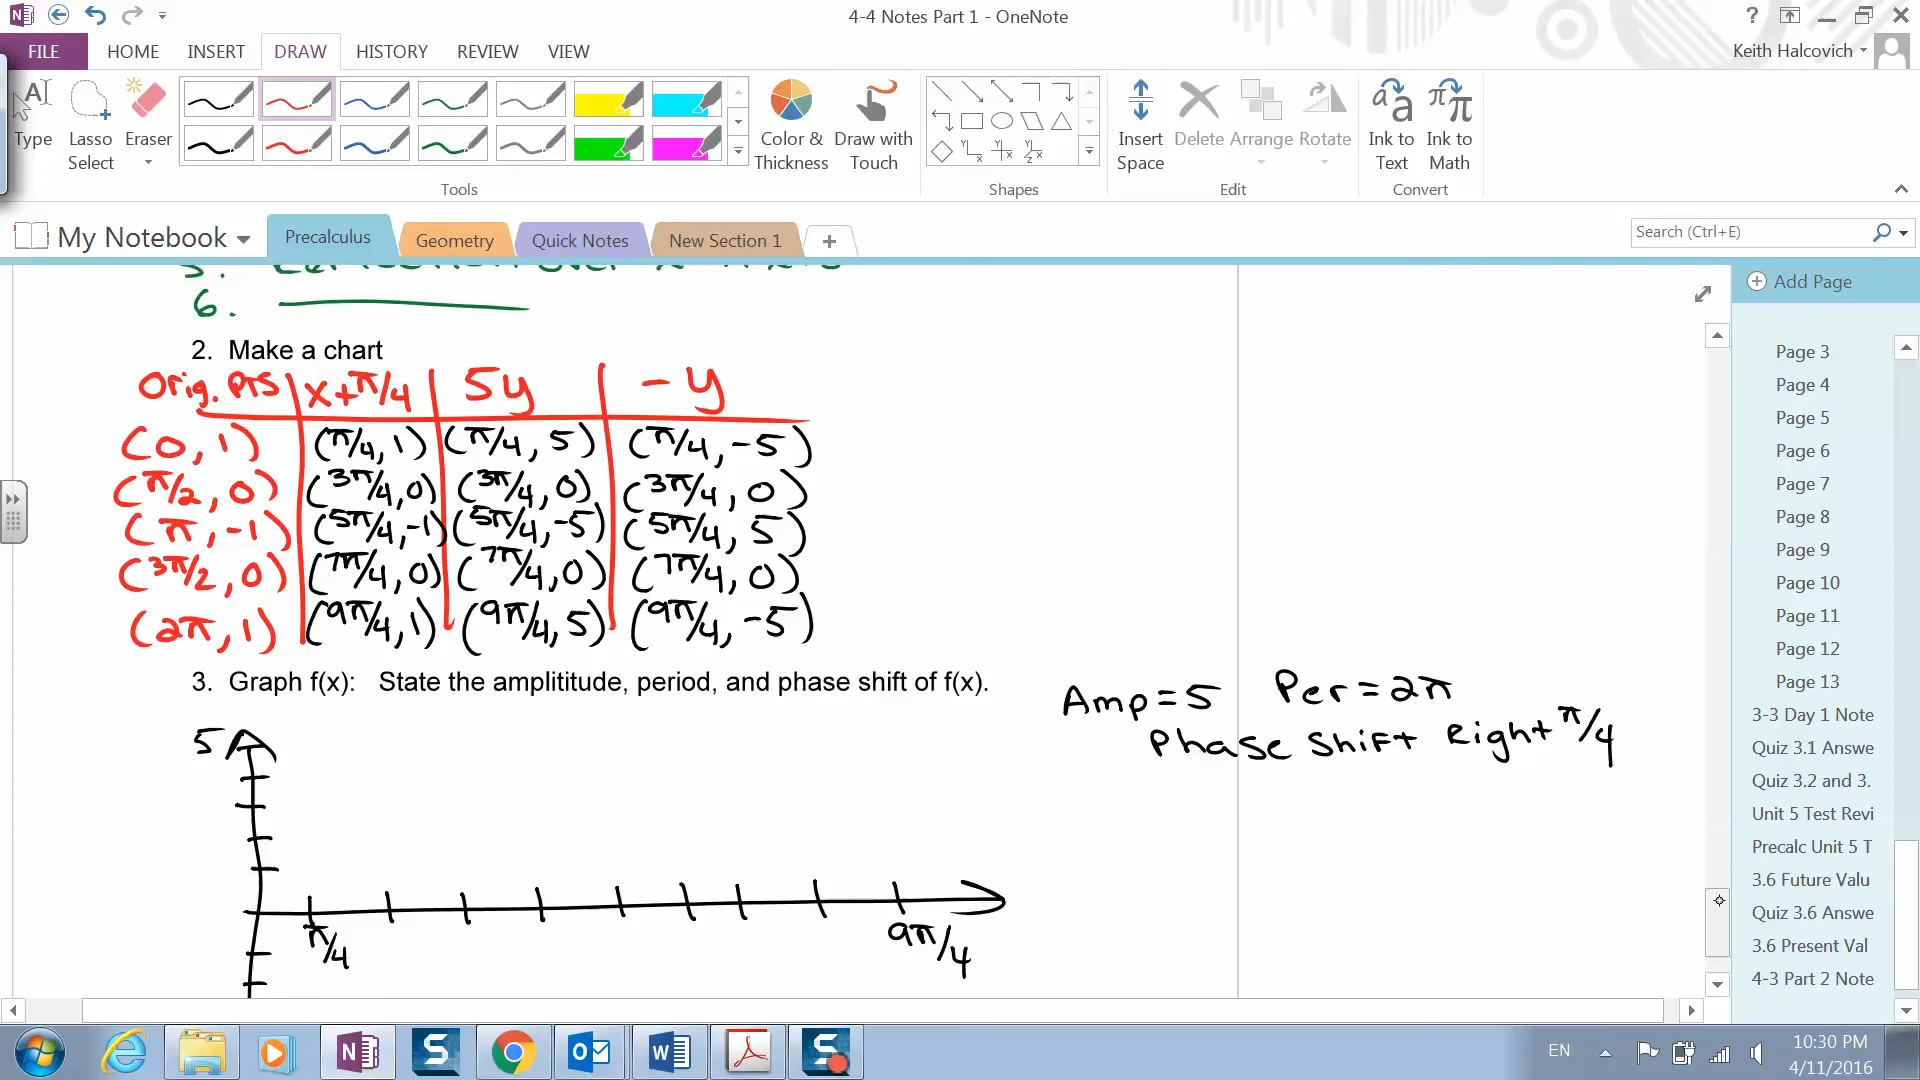 4-4 Notes Part 1 - OneNote
?
FILE HOME INSERT DRAW HISTORY REVIEW VIEW
Keith Halcovich
Type
Lasso Select
Eraser
Color & Thickness
Draw with Touch
Insert Space
Delete Arrange Rotate
Ink to Text
Ink to Math
Tools Shapes Edit Convert
My Notebook
Precalculus Geometry Quick Notes New Section 1 +
Search (Ctrl+E)
Add Page
5. Reflection over x-Axis
6.
2. Make a chart
Orig. PTS x+π/4 5y -y
(0, 1) (π/4, 1) (π/4, 5) (π/4, -5)
(π/2, 0) (3π/4, 0) (3π/4, 0) (3π/4, 0)
(π, -1) (5π/4, -1) (5π/4, -5) (5π/4, 5)
(3π/2, 0) (7π/4, 0) (7π/4, 0) (7π/4, 0)
(2π, 1) (9π/4, 1) (9π/4, 5) (9π/4, -5)
3. Graph f(x): State the amplititude, period, and phase shift of f(x).
Amp = 5 Per = 2π
Phase Shift Right π/4
5
π/4 9π/4
Page 3
Page 4
Page 5
Page 6
Page 7
Page 8
Page 9
Page 10
Page 11
Page 12
Page 13
3-3 Day 1 Note
Quiz 3.1 Answe
Quiz 3.2 and 3.
Unit 5 Test Revi
Precalc Unit 5 T
3.6 Future Valu
Quiz 3.6 Answe
3.6 Present Val
4-3 Part 2 Note
EN
10:30 PM
4/11/2016